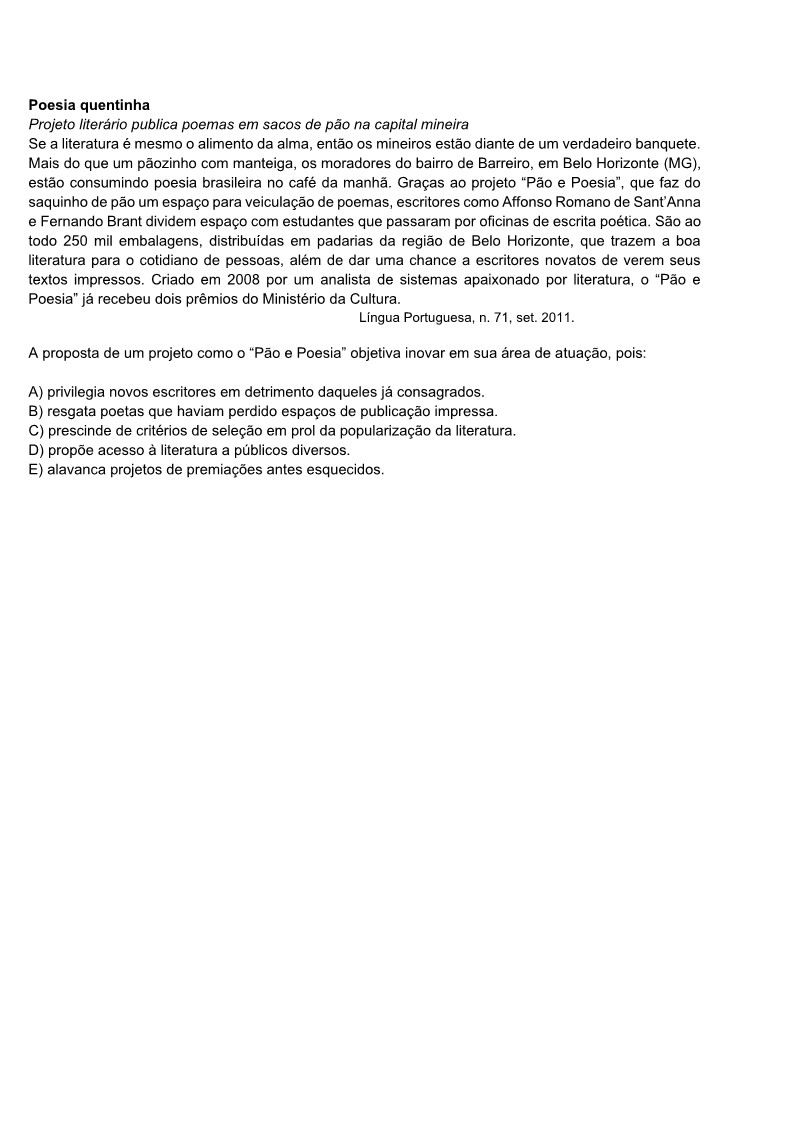 Poesia quentinha
Projeto literário publica poemas em sacos de pão na capital mineira
Se a literatura é mesmo o alimento da alma, então os mineiros estão diante de um verdadeiro banquete.
Mais do que um pãozinho com manteiga, os moradores do bairro de Barreiro, em Belo Horizonte (MG),
estão consumindo poesia brasileira no café da manhã. Graças ao projeto “Pão e Poesia”, que faz do
saquinho de pão um espaço para veiculação de poemas, escritores como Affonso Romano de Sant’Anna
e Fernando Brant dividem espaço com estudantes que passaram por oficinas de escrita poética. São ao
todo 250 mil embalagens, distribuídas em padarias da região de Belo Horizonte, que trazem a boa
literatura para o cotidiano de pessoas, além de dar uma chance a escritores novatos de verem seus
textos impressos. Criado em 2008 por um analista de sistemas apaixonado por literatura, o “Pão e
Poesia” já recebeu dois prêmios do Ministério da Cultura.
Língua Portuguesa, n. 71, set. 2011.
A proposta de um projeto como o “Pão e Poesia” objetiva inovar em sua área de atuação, pois:
A) privilegia novos escritores em detrimento daqueles já consagrados.
B) resgata poetas que haviam perdido espaços de publicação impressa.
C) prescinde de critérios de seleção em prol da popularização da literatura.
D) propõe acesso à literatura a públicos diversos.
E) alavanca projetos de premiações antes esquecidos.